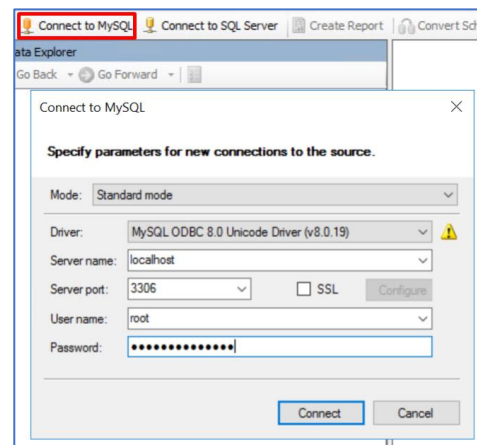 Connect to MySQL Connect to SQL Server Create Report Convert Sch
ata Explorer
Go Back Go Forward
Connect to MySQL
Specify parameters for new connections to the source.
Mode: Standard mode
Driver: MySQL ODBC 8.0 Unicode Driver (v8.0.19)
Server name: localhost
Server port: 3306 SSL Configure
User name: root
Password: ●●●●●●●●●●●●●●
Connect Cancel